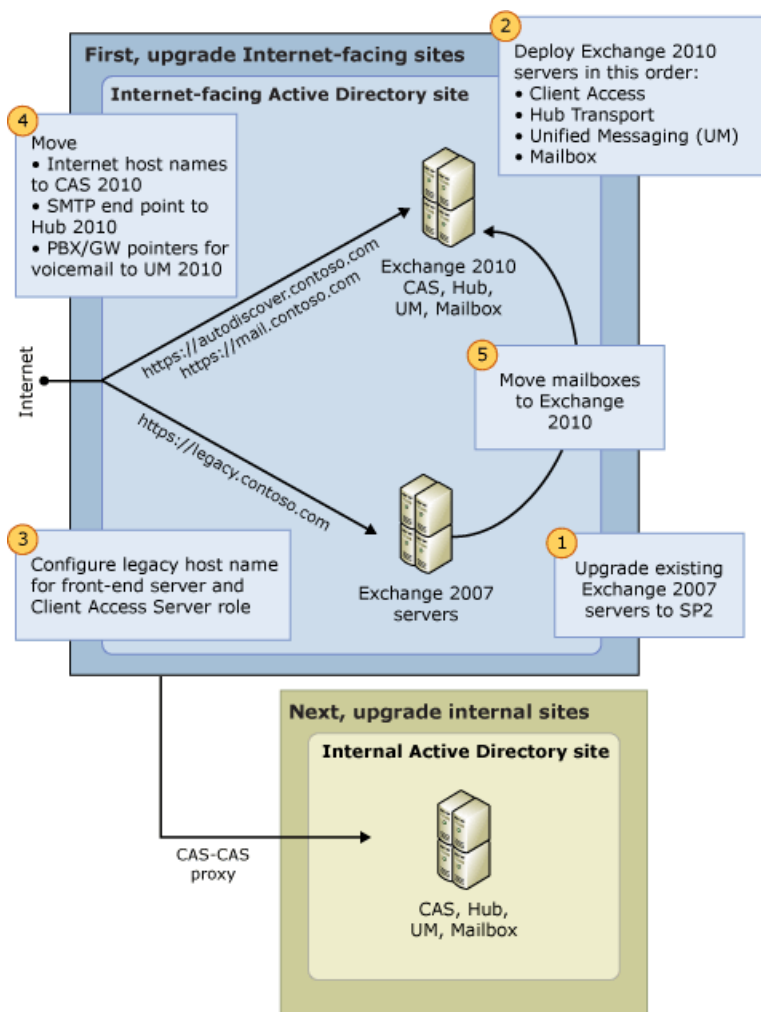 First, upgrade Internet-facing sites
Internet-facing Active Directory site
2
Deploy Exchange 2010
servers in this order:
• Client Access
• Hub Transport
• Unified Messaging (UM)
• Mailbox
4
Move
• Internet host names
to CAS 2010
• SMTP end point to
Hub 2010
• PBX/GW pointers for
voicemail to UM 2010
Exchange 2010
CAS, Hub,
UM, Mailbox
https://autodiscover.contoso.com
https://mail.contoso.com
Internet
https://legacy.contoso.com
5
Move mailboxes
to Exchange
2010
3
Configure legacy host name
for front-end server and
Client Access Server role
Exchange 2007
servers
1
Upgrade existing
Exchange 2007
servers to SP2
Next, upgrade internal sites
Internal Active Directory site
CAS-CAS
proxy
CAS, Hub,
UM, Mailbox